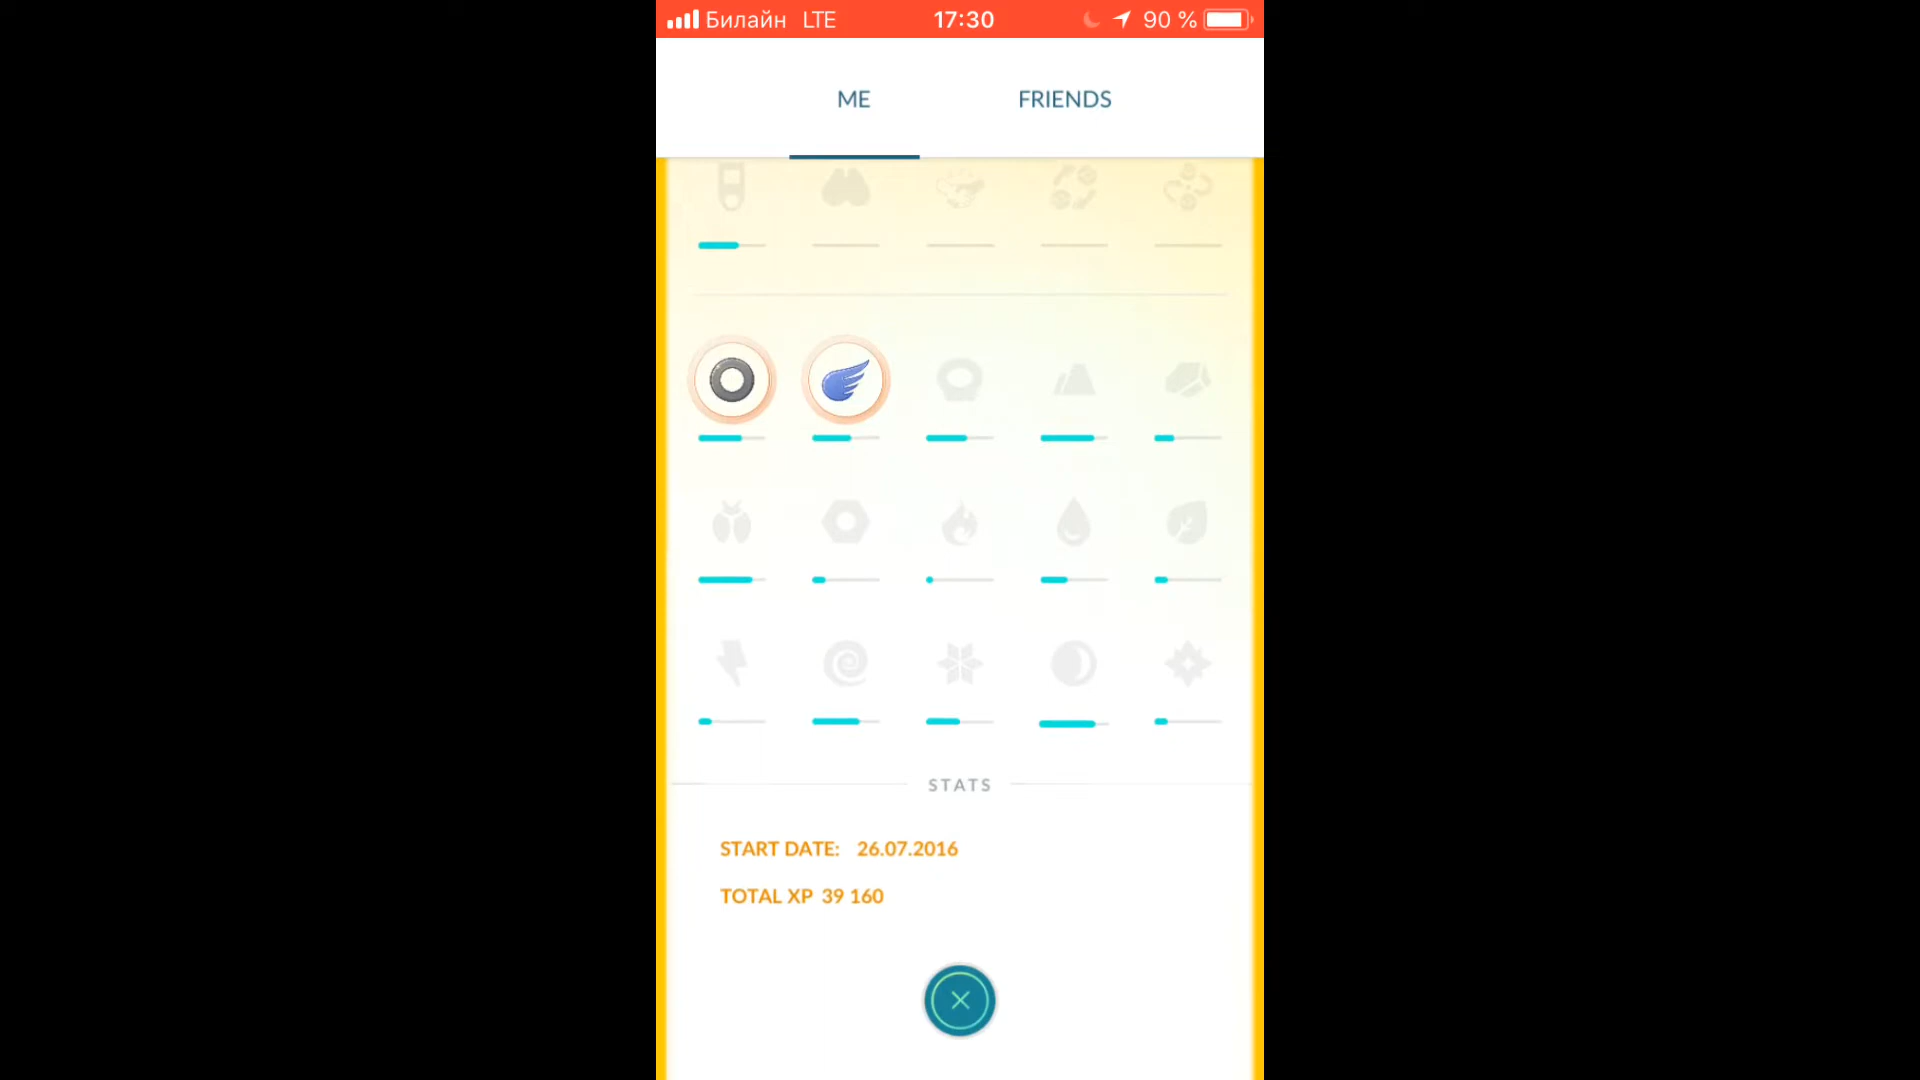 Билайн LTE 17:30 90 %
ME FRIENDS
STATS
START DATE: 26.07.2016
TOTAL XP 39 160